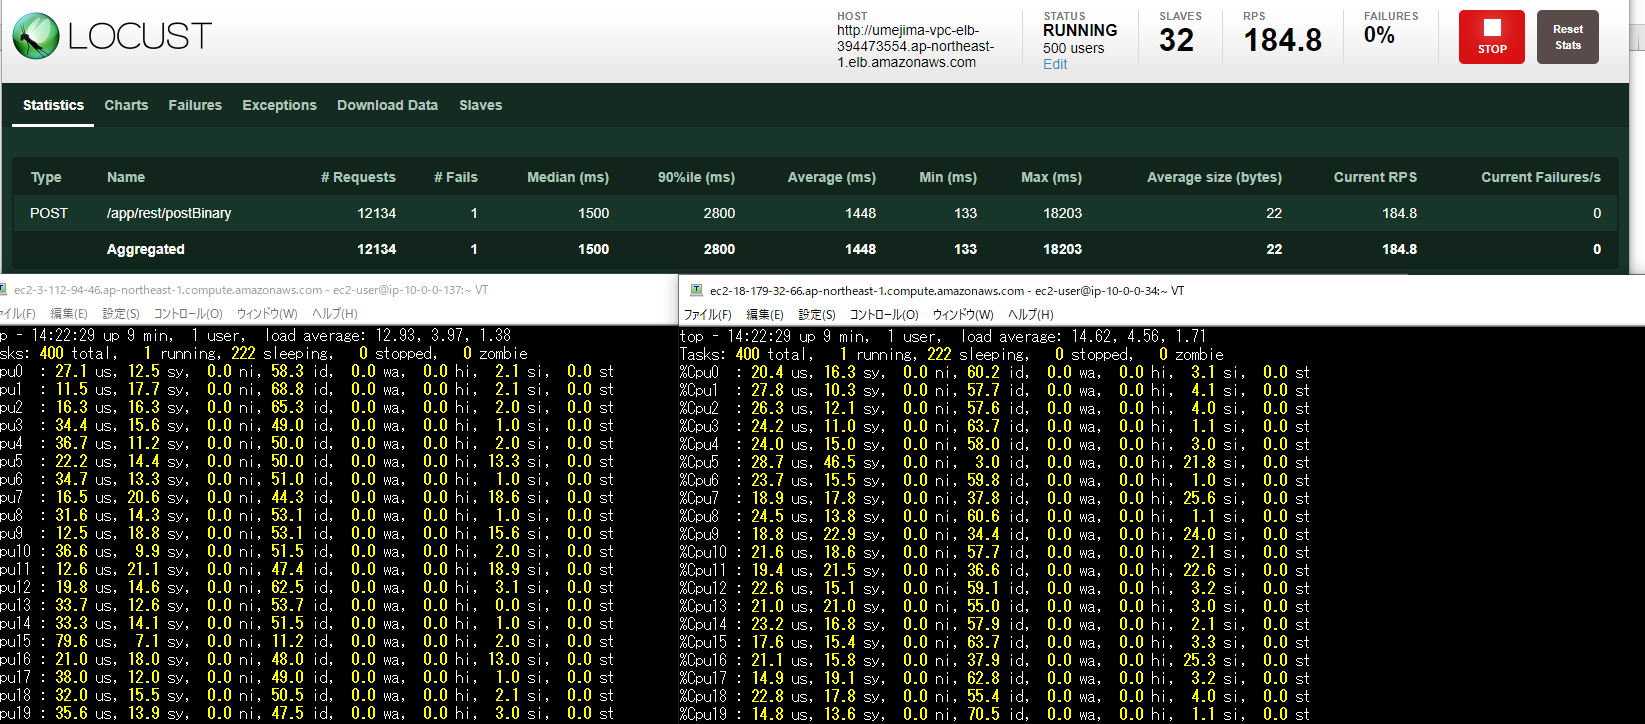 LOCUST
HOST
http://umejima-vpc-elb-
394473554.ap-northeast-
1.elb.amazonaws.com
STATUS
RUNNING
500 users
Edit
SLAVES
32
RPS
184.8
FAILURES
0%
STOP
Reset
Stats
Statistics Charts Failures Exceptions Download Data Slaves
Type Name # Requests # Fails Median (ms) 90%ile (ms) Average (ms) Min (ms) Max (ms) Average size (bytes) Current RPS Current Failures/s
POST /app/rest/postBinary 12134 1 1500 2800 1448 133 18203 22 184.8 0
Aggregated 12134 1 1500 2800 1448 133 18203 22 184.8 0
ec2-3-112-94-46.ap-northeast-1.compute.amazonaws.com - ec2-user@ip-10-0-0-137:~ VT
ァイル(F) 編集(E) 設定(S) コントロール(O) ウィンドウ(W) ヘルプ(H)
p - 14:22:29 up 9 min, 1 user, load average: 12.93, 3.97, 1.38
sks: 400 total, 1 running, 222 sleeping, 0 stopped, 0 zombie
pu0 : 27.1 us, 12.5 sy, 0.0 ni, 58.3 id, 0.0 wa, 0.0 hi, 2.1 si, 0.0 st
pu1 : 11.5 us, 17.7 sy, 0.0 ni, 68.8 id, 0.0 wa, 0.0 hi, 2.1 si, 0.0 st
pu2 : 16.3 us, 16.3 sy, 0.0 ni, 65.3 id, 0.0 wa, 0.0 hi, 2.0 si, 0.0 st
pu3 : 34.4 us, 15.6 sy, 0.0 ni, 49.0 id, 0.0 wa, 0.0 hi, 1.0 si, 0.0 st
pu4 : 36.7 us, 11.2 sy, 0.0 ni, 50.0 id, 0.0 wa, 0.0 hi, 2.0 si, 0.0 st
pu5 : 22.2 us, 14.4 sy, 0.0 ni, 50.0 id, 0.0 wa, 0.0 hi, 13.3 si, 0.0 st
pu6 : 34.7 us, 13.3 sy, 0.0 ni, 51.0 id, 0.0 wa, 0.0 hi, 1.0 si, 0.0 st
pu7 : 16.5 us, 20.6 sy, 0.0 ni, 44.3 id, 0.0 wa, 0.0 hi, 18.6 si, 0.0 st
pu8 : 31.6 us, 14.3 sy, 0.0 ni, 53.1 id, 0.0 wa, 0.0 hi, 1.0 si, 0.0 st
pu9 : 12.5 us, 18.8 sy, 0.0 ni, 53.1 id, 0.0 wa, 0.0 hi, 15.6 si, 0.0 st
pu10 : 36.6 us, 9.9 sy, 0.0 ni, 51.5 id, 0.0 wa, 0.0 hi, 2.0 si, 0.0 st
pu11 : 12.6 us, 21.1 sy, 0.0 ni, 47.4 id, 0.0 wa, 0.0 hi, 18.9 si, 0.0 st
pu12 : 19.8 us, 14.6 sy, 0.0 ni, 62.5 id, 0.0 wa, 0.0 hi, 3.1 si, 0.0 st
pu13 : 33.7 us, 12.6 sy, 0.0 ni, 53.7 id, 0.0 wa, 0.0 hi, 0.0 si, 0.0 st
pu14 : 33.3 us, 14.1 sy, 0.0 ni, 51.5 id, 0.0 wa, 0.0 hi, 1.0 si, 0.0 st
pu15 : 79.6 us, 7.1 sy, 0.0 ni, 11.2 id, 0.0 wa, 0.0 hi, 2.0 si, 0.0 st
pu16 : 21.0 us, 18.0 sy, 0.0 ni, 48.0 id, 0.0 wa, 0.0 hi, 13.0 si, 0.0 st
pu17 : 38.0 us, 12.0 sy, 0.0 ni, 49.0 id, 0.0 wa, 0.0 hi, 1.0 si, 0.0 st
pu18 : 32.0 us, 15.5 sy, 0.0 ni, 50.5 id, 0.0 wa, 0.0 hi, 2.1 si, 0.0 st
pu19 : 35.6 us, 13.9 sy, 0.0 ni, 47.5 id, 0.0 wa, 0.0 hi, 3.0 si, 0.0 st
ec2-18-179-32-66.ap-northeast-1.compute.amazonaws.com - ec2-user@ip-10-0-0-34:~ VT
ファイル(F) 編集(E) 設定(S) コントロール(O) ウィンドウ(W) ヘルプ(H)
top - 14:22:29 up 9 min, 1 user, load average: 14.62, 4.56, 1.71
Tasks: 400 total, 1 running, 222 sleeping, 0 stopped, 0 zombie
%Cpu0 : 20.4 us, 16.3 sy, 0.0 ni, 60.2 id, 0.0 wa, 0.0 hi, 3.1 si, 0.0 st
%Cpu1 : 27.8 us, 10.3 sy, 0.0 ni, 57.7 id, 0.0 wa, 0.0 hi, 4.1 si, 0.0 st
%Cpu2 : 26.3 us, 12.1 sy, 0.0 ni, 57.6 id, 0.0 wa, 0.0 hi, 4.0 si, 0.0 st
%Cpu3 : 24.2 us, 11.0 sy, 0.0 ni, 63.7 id, 0.0 wa, 0.0 hi, 1.1 si, 0.0 st
%Cpu4 : 24.0 us, 15.0 sy, 0.0 ni, 58.0 id, 0.0 wa, 0.0 hi, 3.0 si, 0.0 st
%Cpu5 : 28.7 us, 46.5 sy, 0.0 ni, 3.0 id, 0.0 wa, 0.0 hi, 21.8 si, 0.0 st
%Cpu6 : 23.7 us, 15.5 sy, 0.0 ni, 59.8 id, 0.0 wa, 0.0 hi, 1.0 si, 0.0 st
%Cpu7 : 18.9 us, 17.8 sy, 0.0 ni, 37.8 id, 0.0 wa, 0.0 hi, 25.6 si, 0.0 st
%Cpu8 : 24.5 us, 13.8 sy, 0.0 ni, 60.6 id, 0.0 wa, 0.0 hi, 1.1 si, 0.0 st
%Cpu9 : 18.8 us, 22.9 sy, 0.0 ni, 34.4 id, 0.0 wa, 0.0 hi, 24.0 si, 0.0 st
%Cpu10 : 21.6 us, 18.6 sy, 0.0 ni, 57.7 id, 0.0 wa, 0.0 hi, 2.1 si, 0.0 st
%Cpu11 : 19.4 us, 21.5 sy, 0.0 ni, 36.6 id, 0.0 wa, 0.0 hi, 22.6 si, 0.0 st
%Cpu12 : 22.6 us, 15.1 sy, 0.0 ni, 59.1 id, 0.0 wa, 0.0 hi, 3.2 si, 0.0 st
%Cpu13 : 21.0 us, 21.0 sy, 0.0 ni, 55.0 id, 0.0 wa, 0.0 hi, 3.0 si, 0.0 st
%Cpu14 : 23.2 us, 16.8 sy, 0.0 ni, 57.9 id, 0.0 wa, 0.0 hi, 2.1 si, 0.0 st
%Cpu15 : 17.6 us, 15.4 sy, 0.0 ni, 63.7 id, 0.0 wa, 0.0 hi, 3.3 si, 0.0 st
%Cpu16 : 21.1 us, 15.8 sy, 0.0 ni, 37.9 id, 0.0 wa, 0.0 hi, 25.3 si, 0.0 st
%Cpu17 : 14.9 us, 19.1 sy, 0.0 ni, 62.8 id, 0.0 wa, 0.0 hi, 3.2 si, 0.0 st
%Cpu18 : 22.8 us, 17.8 sy, 0.0 ni, 55.4 id, 0.0 wa, 0.0 hi, 4.0 si, 0.0 st
%Cpu19 : 14.8 us, 13.6 sy, 0.0 ni, 70.5 id, 0.0 wa, 0.0 hi, 1.1 si, 0.0 st